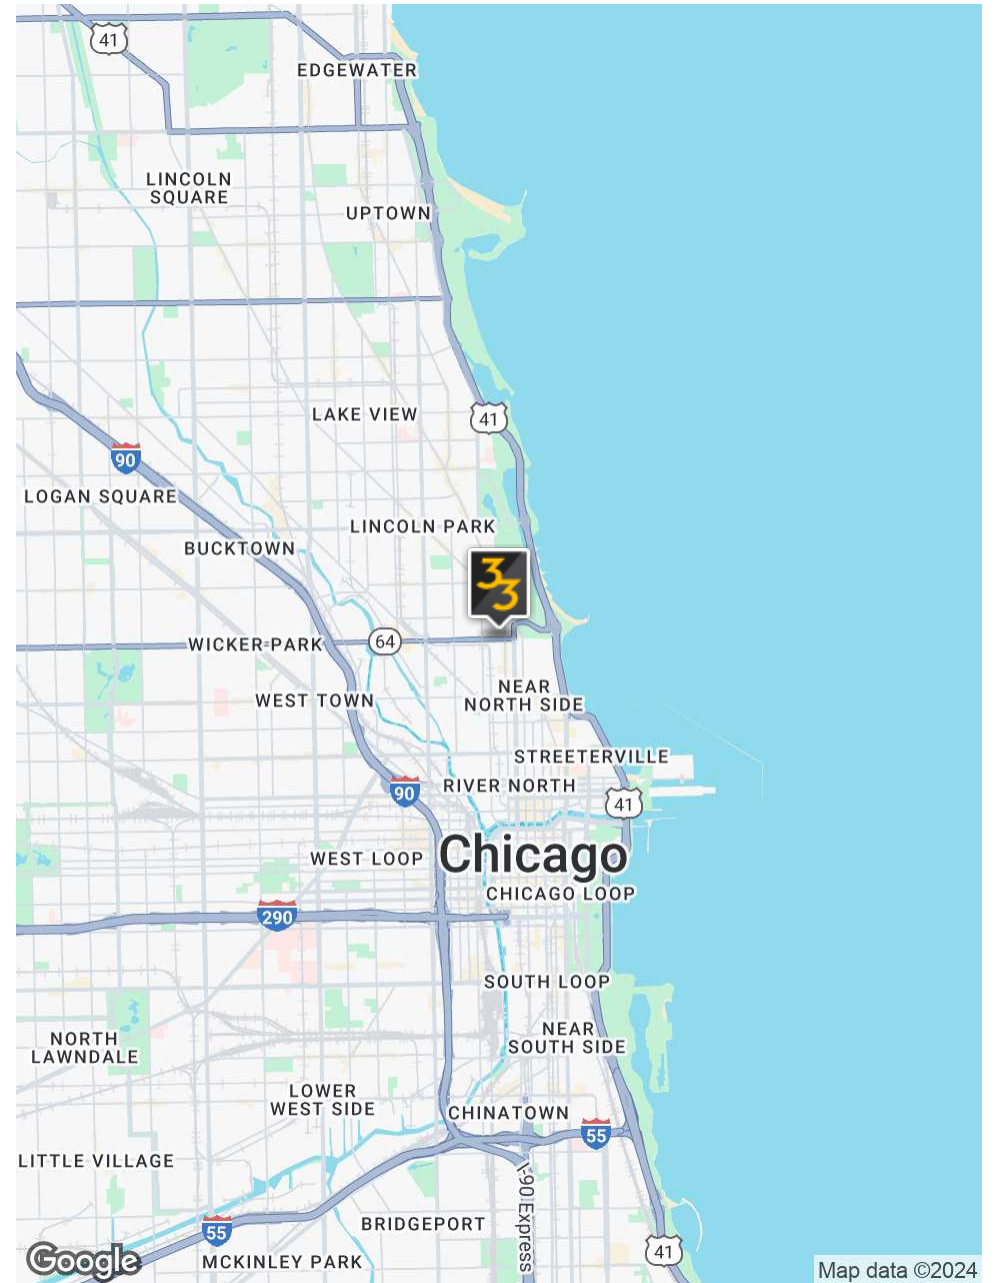 41
EDGEWATER
LINCOLN
SQUARE
UPTOWN
LAKE VIEW
41
90
LOGAN SQUARE
LINCOLN PARK
BUCKTOWN
33
WICKER PARK
64
NEAR
NORTH SIDE
WEST TOWN
STREETERVILLE
RIVER NORTH
90
41
Chicago
WEST LOOP
CHICAGO LOOP
290
SOUTH LOOP
NEAR
SOUTH SIDE
NORTH
LAWNDALE
LOWER
WEST SIDE
CHINATOWN
55
LITTLE VILLAGE
I-90 Express
BRIDGEPORT
55
41
MCKINLEY PARK
Google
Map data ©2024